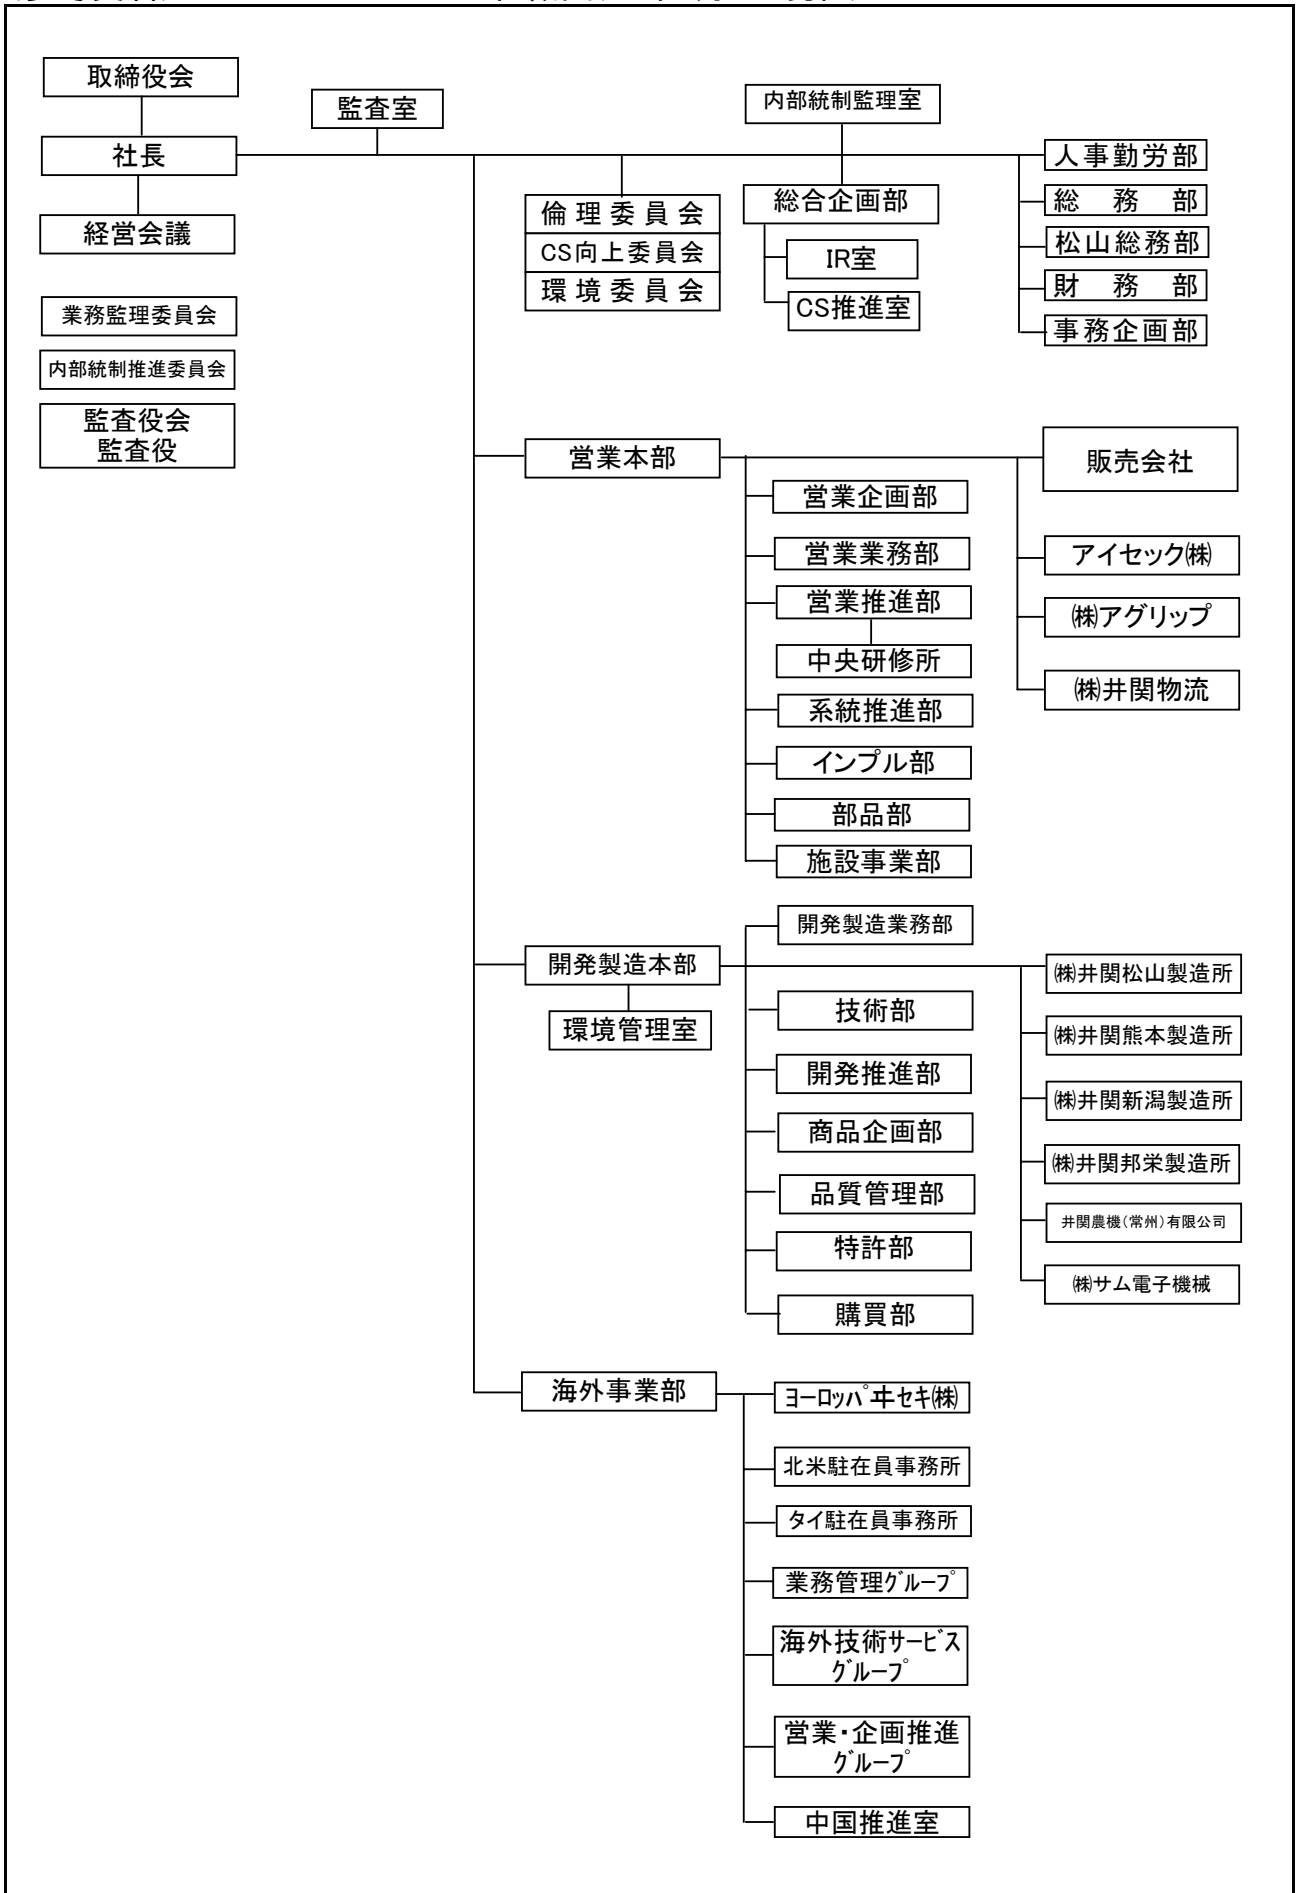 取締役会
監査室
内部統制監理室
社長
人事勤労部
経営会議
倫理委員会
CS向上委員会
環境委員会
総合企画部
IR室
CS推進室
総務部
松山総務部
財務部
事務企画部
業務監理委員会
内部統制推進委員会
監査役会
監査役
営業本部
販売会社
営業企画部
営業業務部
営業推進部
中央研修所
系統推進部
インプル部
部品部
施設事業部
アイセック㈱
㈱アグリップ
㈱井関物流
開発製造本部
環境管理室
開発製造業務部
技術部
開発推進部
商品企画部
品質管理部
特許部
購買部
㈱井関松山製造所
㈱井関熊本製造所
㈱井関新潟製造所
㈱井関邦栄製造所
井関農機(常州)有限公司
㈱サム電子機械
海外事業部
ﾖｰﾛｯﾊﾟヰセキ㈱
北米駐在員事務所
タイ駐在員事務所
業務管理ｸﾞﾙｰﾌﾟ
海外技術ｻｰﾋﾞｽ
ｸﾞﾙｰﾌﾟ
営業・企画推進
ｸﾞﾙｰﾌﾟ
中国推進室